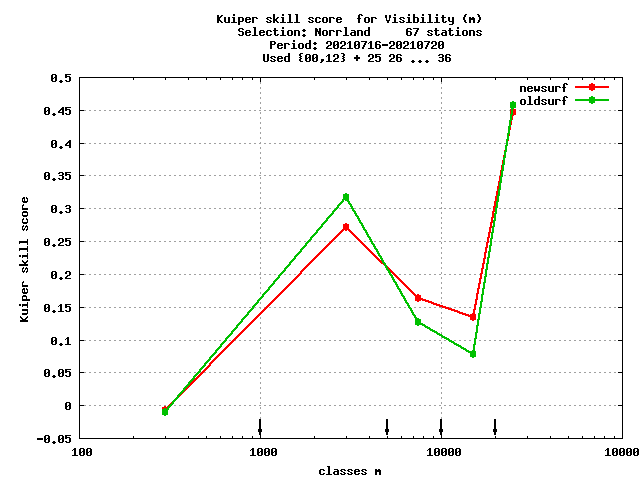 Kuiper skill score  for Visibility (m)
Selection: Norrland     67 stations
Period: 20210716-20210720
Used {00,12} + 25 26 ... 36
newsurf
oldsurf
0.5
0.45
0.4
0.35
0.3
0.25
0.2
0.15
0.1
0.05
0
-0.05
Kuiper skill score
100
1000
10000
10000
classes m